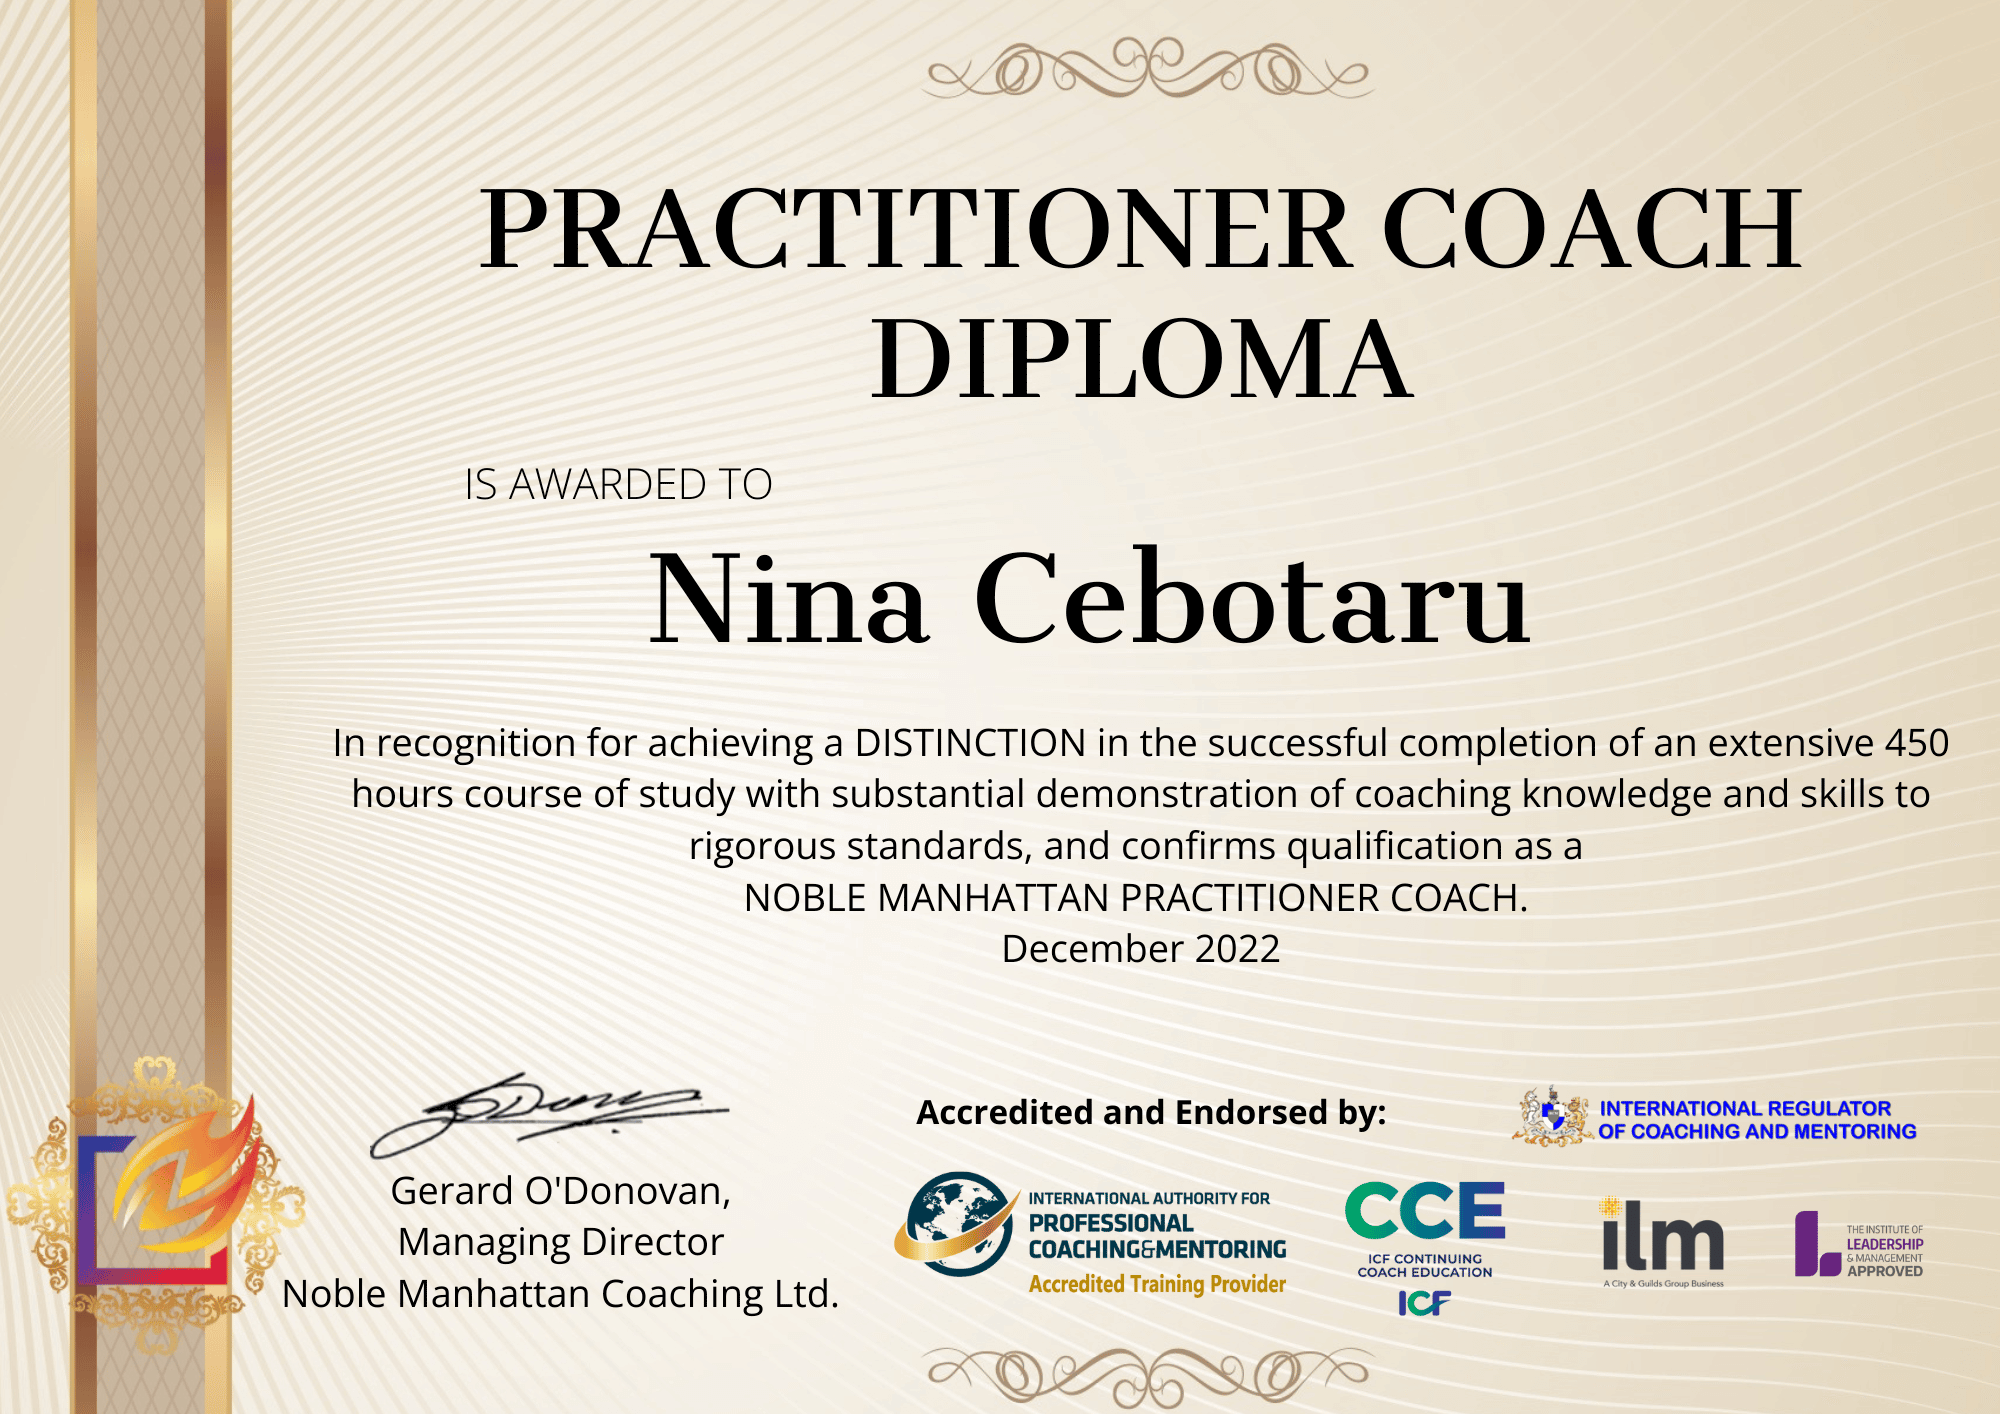 PRACTITIONER COACH
DIPLOMA
IS AWARDED TO
Nina Cebotaru
In recognition for achieving a DISTINCTION in the successful completion of an extensive 450
hours course of study with substantial demonstration of coaching knowledge and skills to
rigorous standards, and confirms qualification as a
NOBLE MANHATTAN PRACTITIONER COACH.
December 2022
Gerard O'Donovan,
Managing Director
Noble Manhattan Coaching Ltd.
Accredited and Endorsed by:
INTERNATIONAL REGULATOR
OF COACHING AND MENTORING
INTERNATIONAL AUTHORITY FOR
PROFESSIONAL
COACHING&MENTORING
Accredited Training Provider
CCE
ICF CONTINUING
COACH EDUCATION
ICF
ilm
A City & Guilds Group Business
THE INSTITUTE OF
LEADERSHIP
& MANAGEMENT
APPROVED